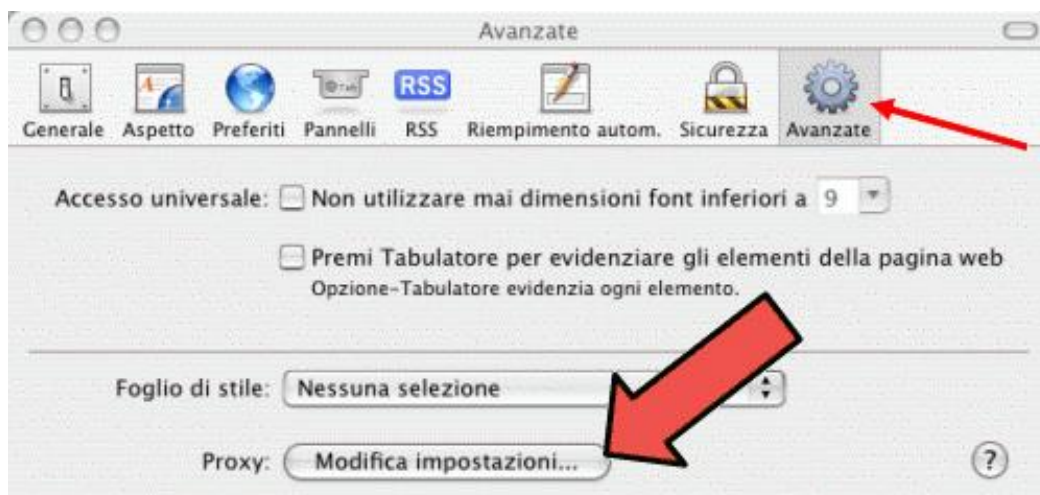 Avanzate
RSS
Generale Aspetto Preferiti Pannelli RSS Riempimento autom. Sicurezza Avanzate
Accesso universale: Non utilizzare mai dimensioni font inferiori a 9
Premi Tabulatore per evidenziare gli elementi della pagina web
Opzione-Tabulatore evidenzia ogni elemento.
Foglio di stile: Nessuna selezione
Proxy: Modifica impostazioni... ?